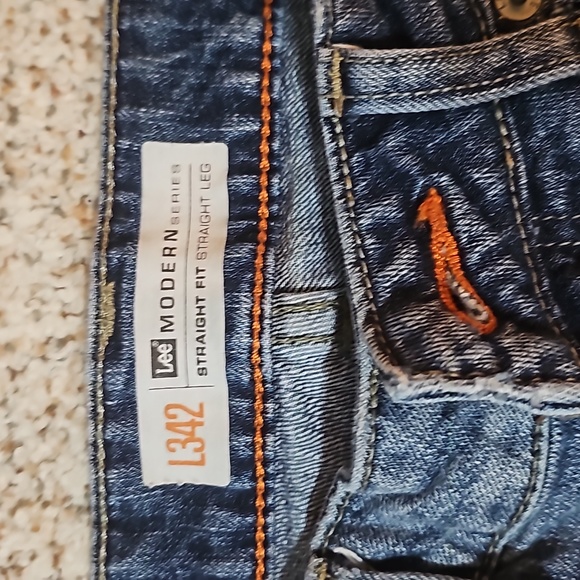 L342
Lee® MODERN SERIES
STRAIGHT FIT STRAIGHT LEG